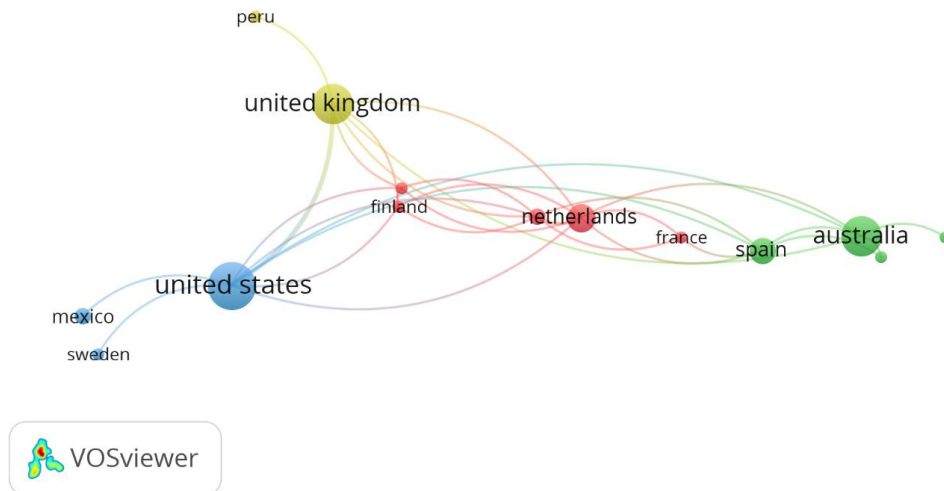 peru
united kingdom
finland
netherlands
france
australia
spain
united states
mexico
sweden
VOSviewer